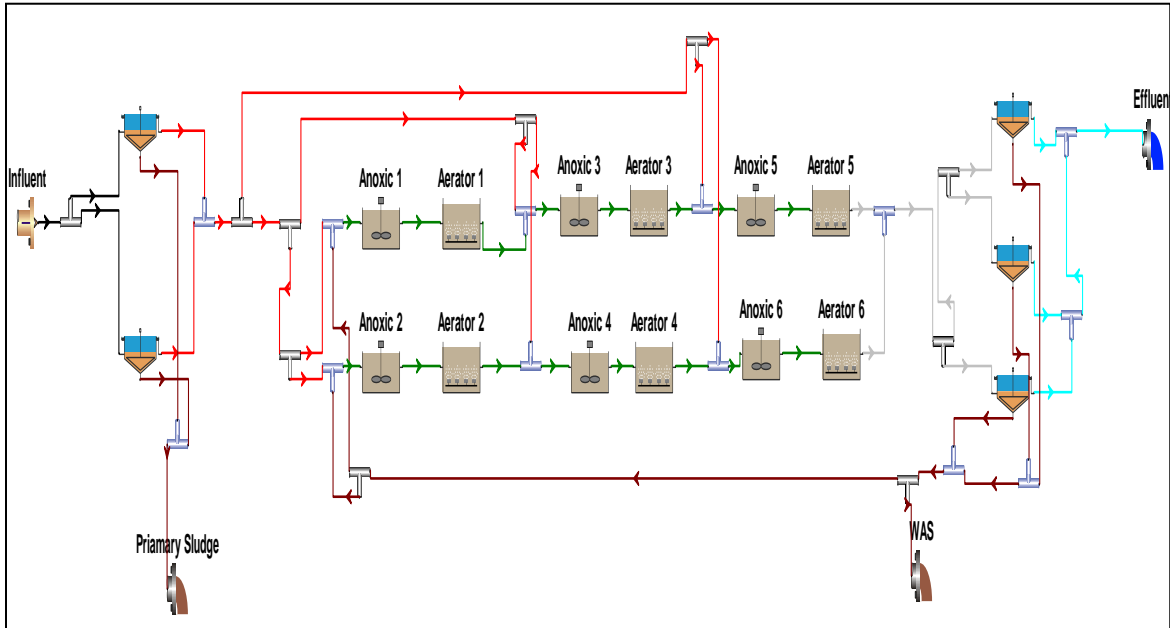 Effluen
Influent
Anoxic 1
Aerator 1
Anoxic 3
Aerator 3
Anoxic 5
Aerator 5
Anoxic 2
Aerator 2
Anoxic 4
Aerator 4
Anoxic 6
Aerator 6
Priamary Sludge
WAS